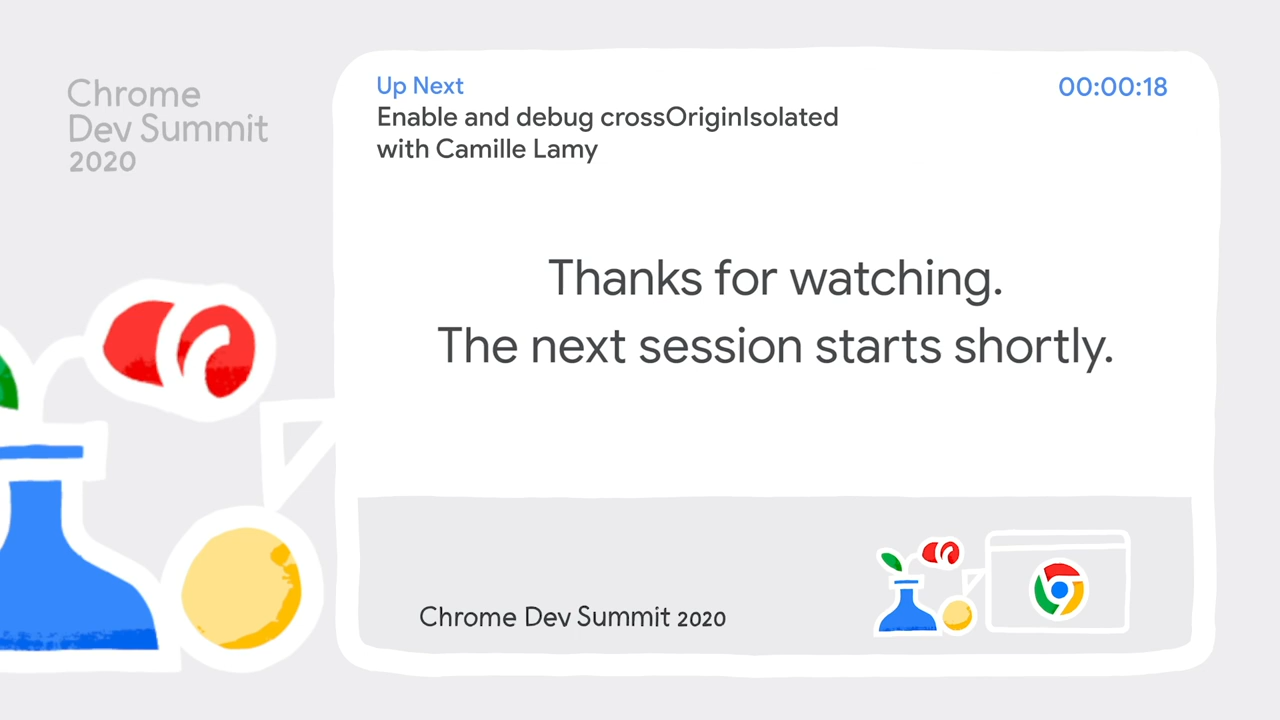 Chrome
Dev Summit
2020
Up Next
00:00:18
Enable and debug crossOriginIsolated
with Camille Lamy
Thanks for watching.
The next session starts shortly.
Chrome Dev Summit 2020